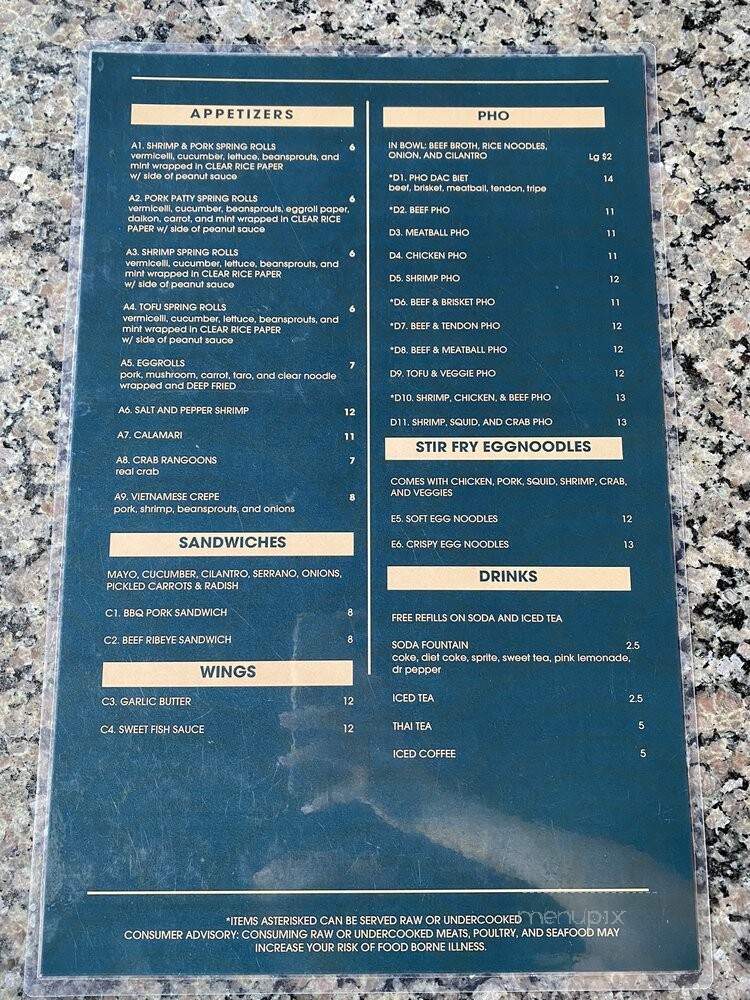 APPETIZERS
A1. SHRIMP & PORK SPRING ROLLS 6
vermicelli, cucumber, lettuce, beansprouts, and
mint wrapped in CLEAR RICE PAPER
w/ side of peanut sauce
A2. PORK PATTY SPRING ROLLS 6
vermicelli, cucumber, beansprouts, eggroll paper,
daikon, carrot, and mint wrapped in CLEAR RICE
PAPER w/ side of peanut sauce
A3. SHRIMP SPRING ROLLS 6
vermicelli, cucumber, lettuce, beansprouts, and
mint wrapped in CLEAR RICE PAPER
w/ side of peanut sauce
A4. TOFU SPRING ROLLS 6
vermicelli, cucumber, lettuce, beansprouts, and
mint wrapped in CLEAR RICE PAPER
w/ side of peanut sauce
A5. EGGROLLS 7
pork, mushroom, carrot, taro, and clear noodle
wrapped and DEEP FRIED
A6. SALT AND PEPPER SHRIMP 12
A7. CALAMARI 11
A8. CRAB RANGOONS 7
real crab
A9. VIETNAMESE CREPE 8
pork, shrimp, beansprouts, and onions
SANDWICHES
MAYO, CUCUMBER, CILANTRO, SERRANO, ONIONS,
PICKLED CARROTS & RADISH
C1. BBQ PORK SANDWICH 8
C2. BEEF RIBEYE SANDWICH 8
WINGS
C3. GARLIC BUTTER 12
C4. SWEET FISH SAUCE 12
PHO
IN BOWL: BEEF BROTH, RICE NOODLES,
ONION, AND CILANTRO Lg $2
*D1. PHO DAC BIET 14
beef, brisket, meatball, tendon, tripe
*D2. BEEF PHO 11
D3. MEATBALL PHO 11
D4. CHICKEN PHO 11
D5. SHRIMP PHO 12
*D6. BEEF & BRISKET PHO 11
*D7. BEEF & TENDON PHO 12
*D8. BEEF & MEATBALL PHO 12
D9. TOFU & VEGGIE PHO 12
*D10. SHRIMP, CHICKEN, & BEEF PHO 13
D11. SHRIMP, SQUID, AND CRAB PHO 13
STIR FRY EGGNOODLES
COMES WITH CHICKEN, PORK, SQUID, SHRIMP, CRAB,
AND VEGGIES
E5. SOFT EGG NOODLES 12
E6. CRISPY EGG NOODLES 13
DRINKS
FREE REFILLS ON SODA AND ICED TEA
SODA FOUNTAIN 2.5
coke, diet coke, sprite, sweet tea, pink lemonade,
dr pepper
ICED TEA 2.5
THAI TEA 5
ICED COFFEE 5
*ITEMS ASTERISKED CAN BE SERVED RAW OR UNDERCOOKED
menupix
CONSUMER ADVISORY: CONSUMING RAW OR UNDERCOOKED MEATS, POULTRY, AND SEAFOOD MAY
INCREASE YOUR RISK OF FOOD BORNE ILLNESS.